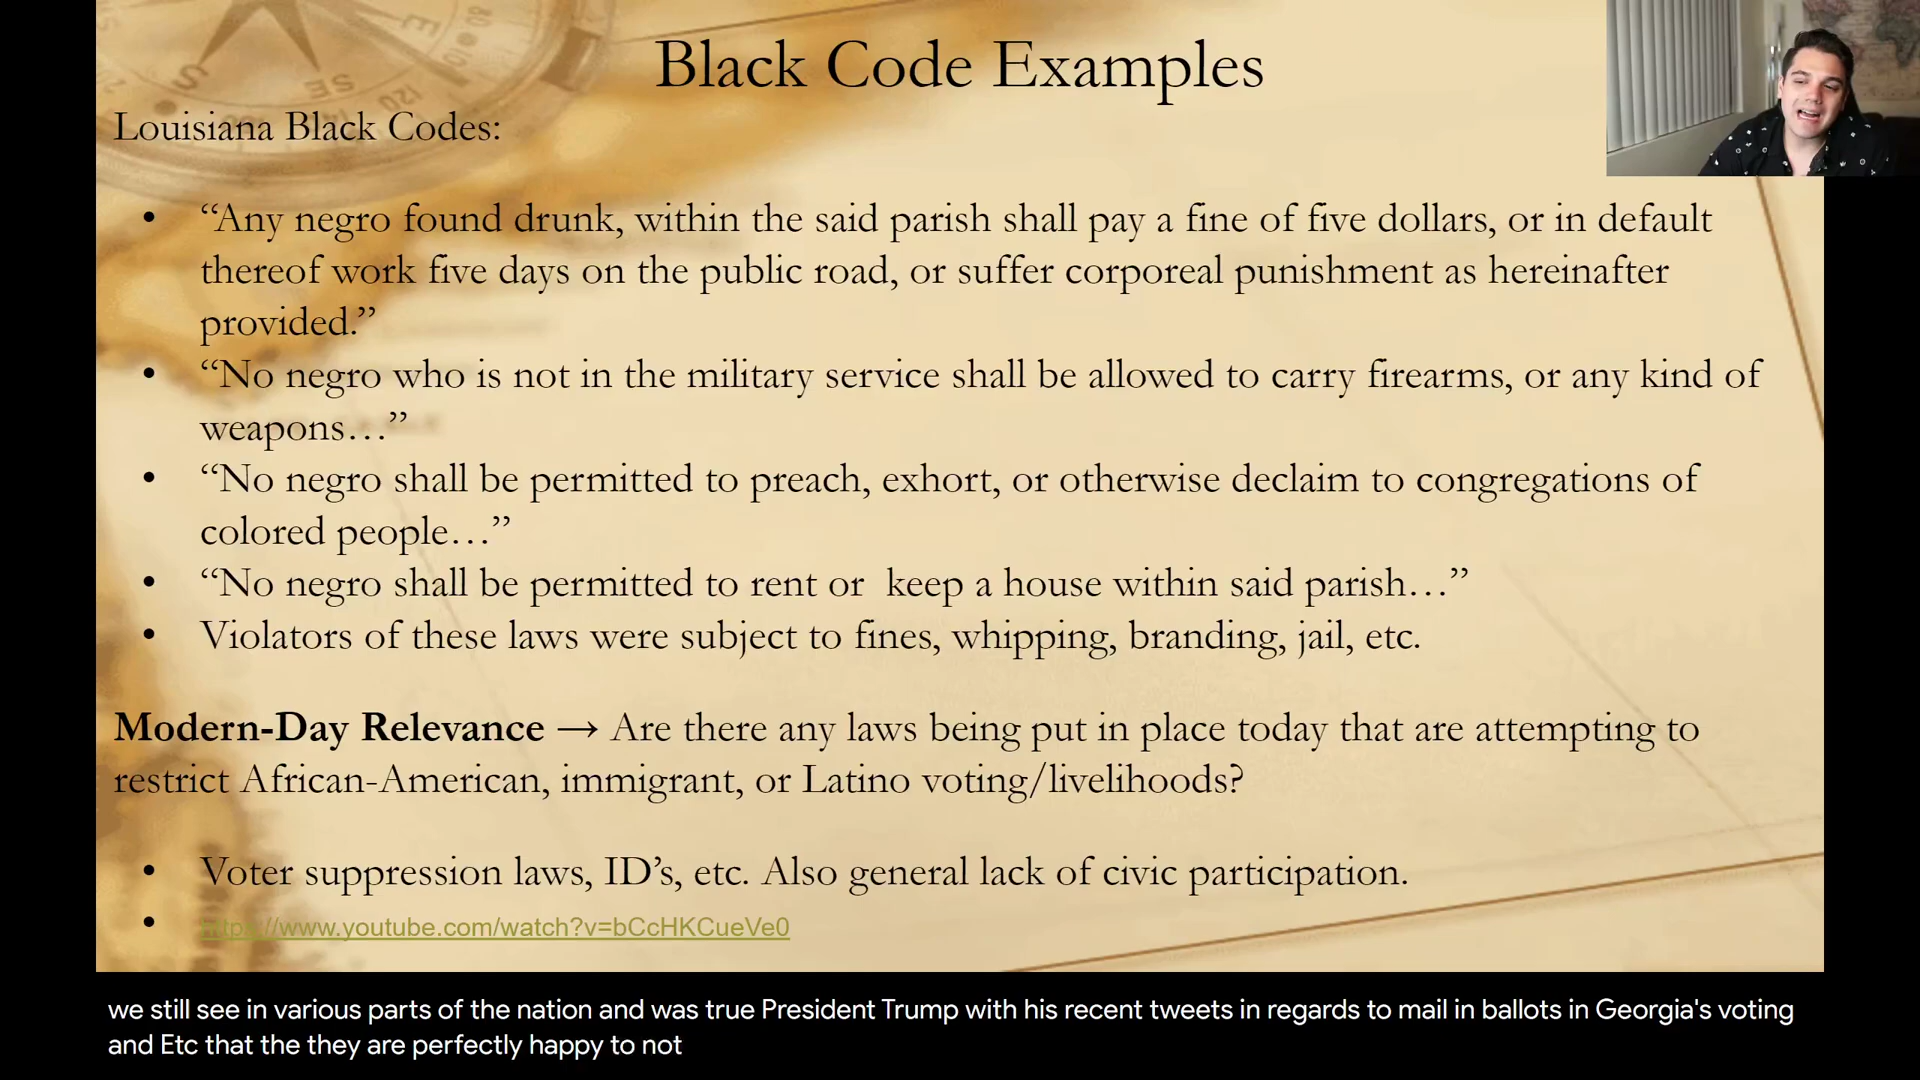 Black Code Examples
Louisiana Black Codes:
• “Any negro found drunk, within the said parish shall pay a fine of five dollars, or in default
thereof work five days on the public road, or suffer corporeal punishment as hereinafter
provided.”
• “No negro who is not in the military service shall be allowed to carry firearms, or any kind of
weapons…”
• “No negro shall be permitted to preach, exhort, or otherwise declaim to congregations of
colored people…”
• “No negro shall be permitted to rent or  keep a house within said parish…”
• Violators of these laws were subject to fines, whipping, branding, jail, etc.
Modern-Day Relevance → Are there any laws being put in place today that are attempting to
restrict African-American, immigrant, or Latino voting/livelihoods?
• Voter suppression laws, ID’s, etc. Also general lack of civic participation.
• https://www.youtube.com/watch?v=bCcHKCueVe0
we still see in various parts of the nation and was true President Trump with his recent tweets in regards to mail in ballots in Georgia's voting
and Etc that the they are perfectly happy to not